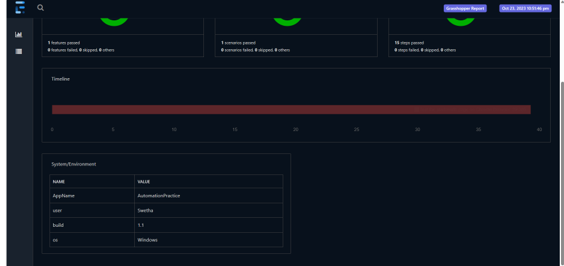 Grasshopper Report
Oct 23, 2023 10:51:46 pm
1 features passed
0 features failed, 0 skipped, 0 others
1 scenarios passed
0 scenarios failed, 0 skipped, 0 others
15 steps passed
0 steps failed, 0 skipped, 0 others
Timeline
0 5 10 15 20 25 30 35 40
System/Environment
NAME VALUE
AppName AutomationPractice
user Swetha
build 1.1
os Windows